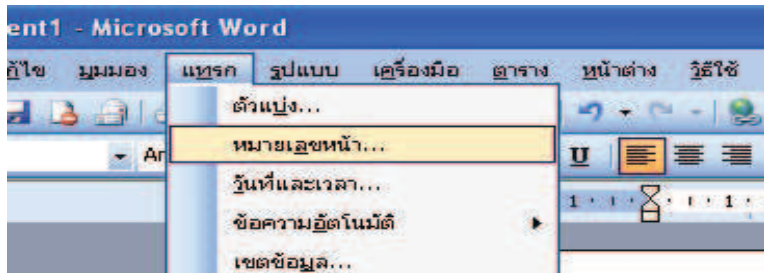 ent1 - Microsoft Word
ก้ไข มุมมอง แทรก รูปแบบ เครื่องมือ ตาราง หน้าต่าง วิธีใช้
ตัวแบ่ง...
หมายเลขหน้า...
Ar U
วันที่และเวลา...
1 1
ข้อความอัตโนมัติ
เขตข้อมูล...